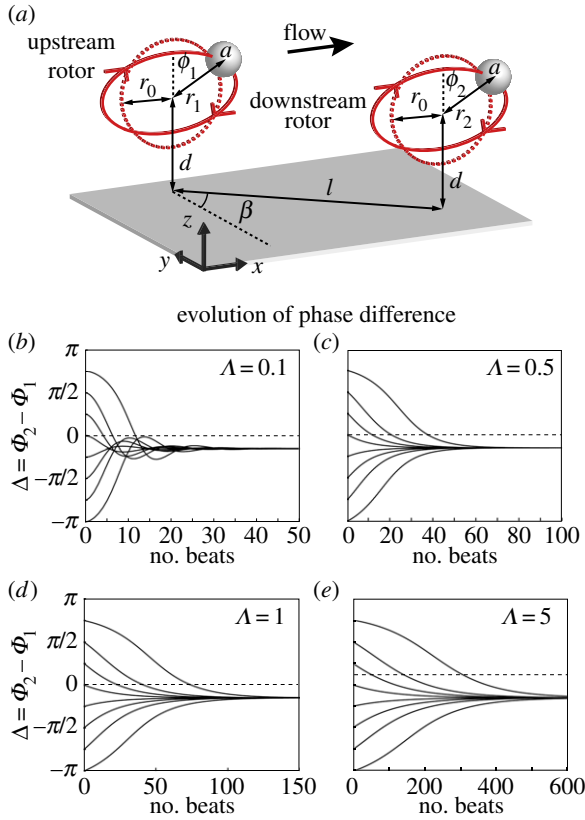 (a)
upstream
rotor
flow
ϕ1
a
r0
r1
d
downstream
rotor
ϕ2
a
r0
r2
d
l
β
z
y
x
evolution of phase difference
(b)
Λ = 0.1
π
π/2
0
−π/2
−π
Δ = Φ2 − Φ1
0 10 20 30 40 50
no. beats
(c)
Λ = 0.5
0 20 40 60 80 100
no. beats
(d)
Λ = 1
π
π/2
0
−π/2
−π
Δ = Φ2 − Φ1
0 50 100 150
no. beats
(e)
Λ = 5
0 200 400 600
no. beats